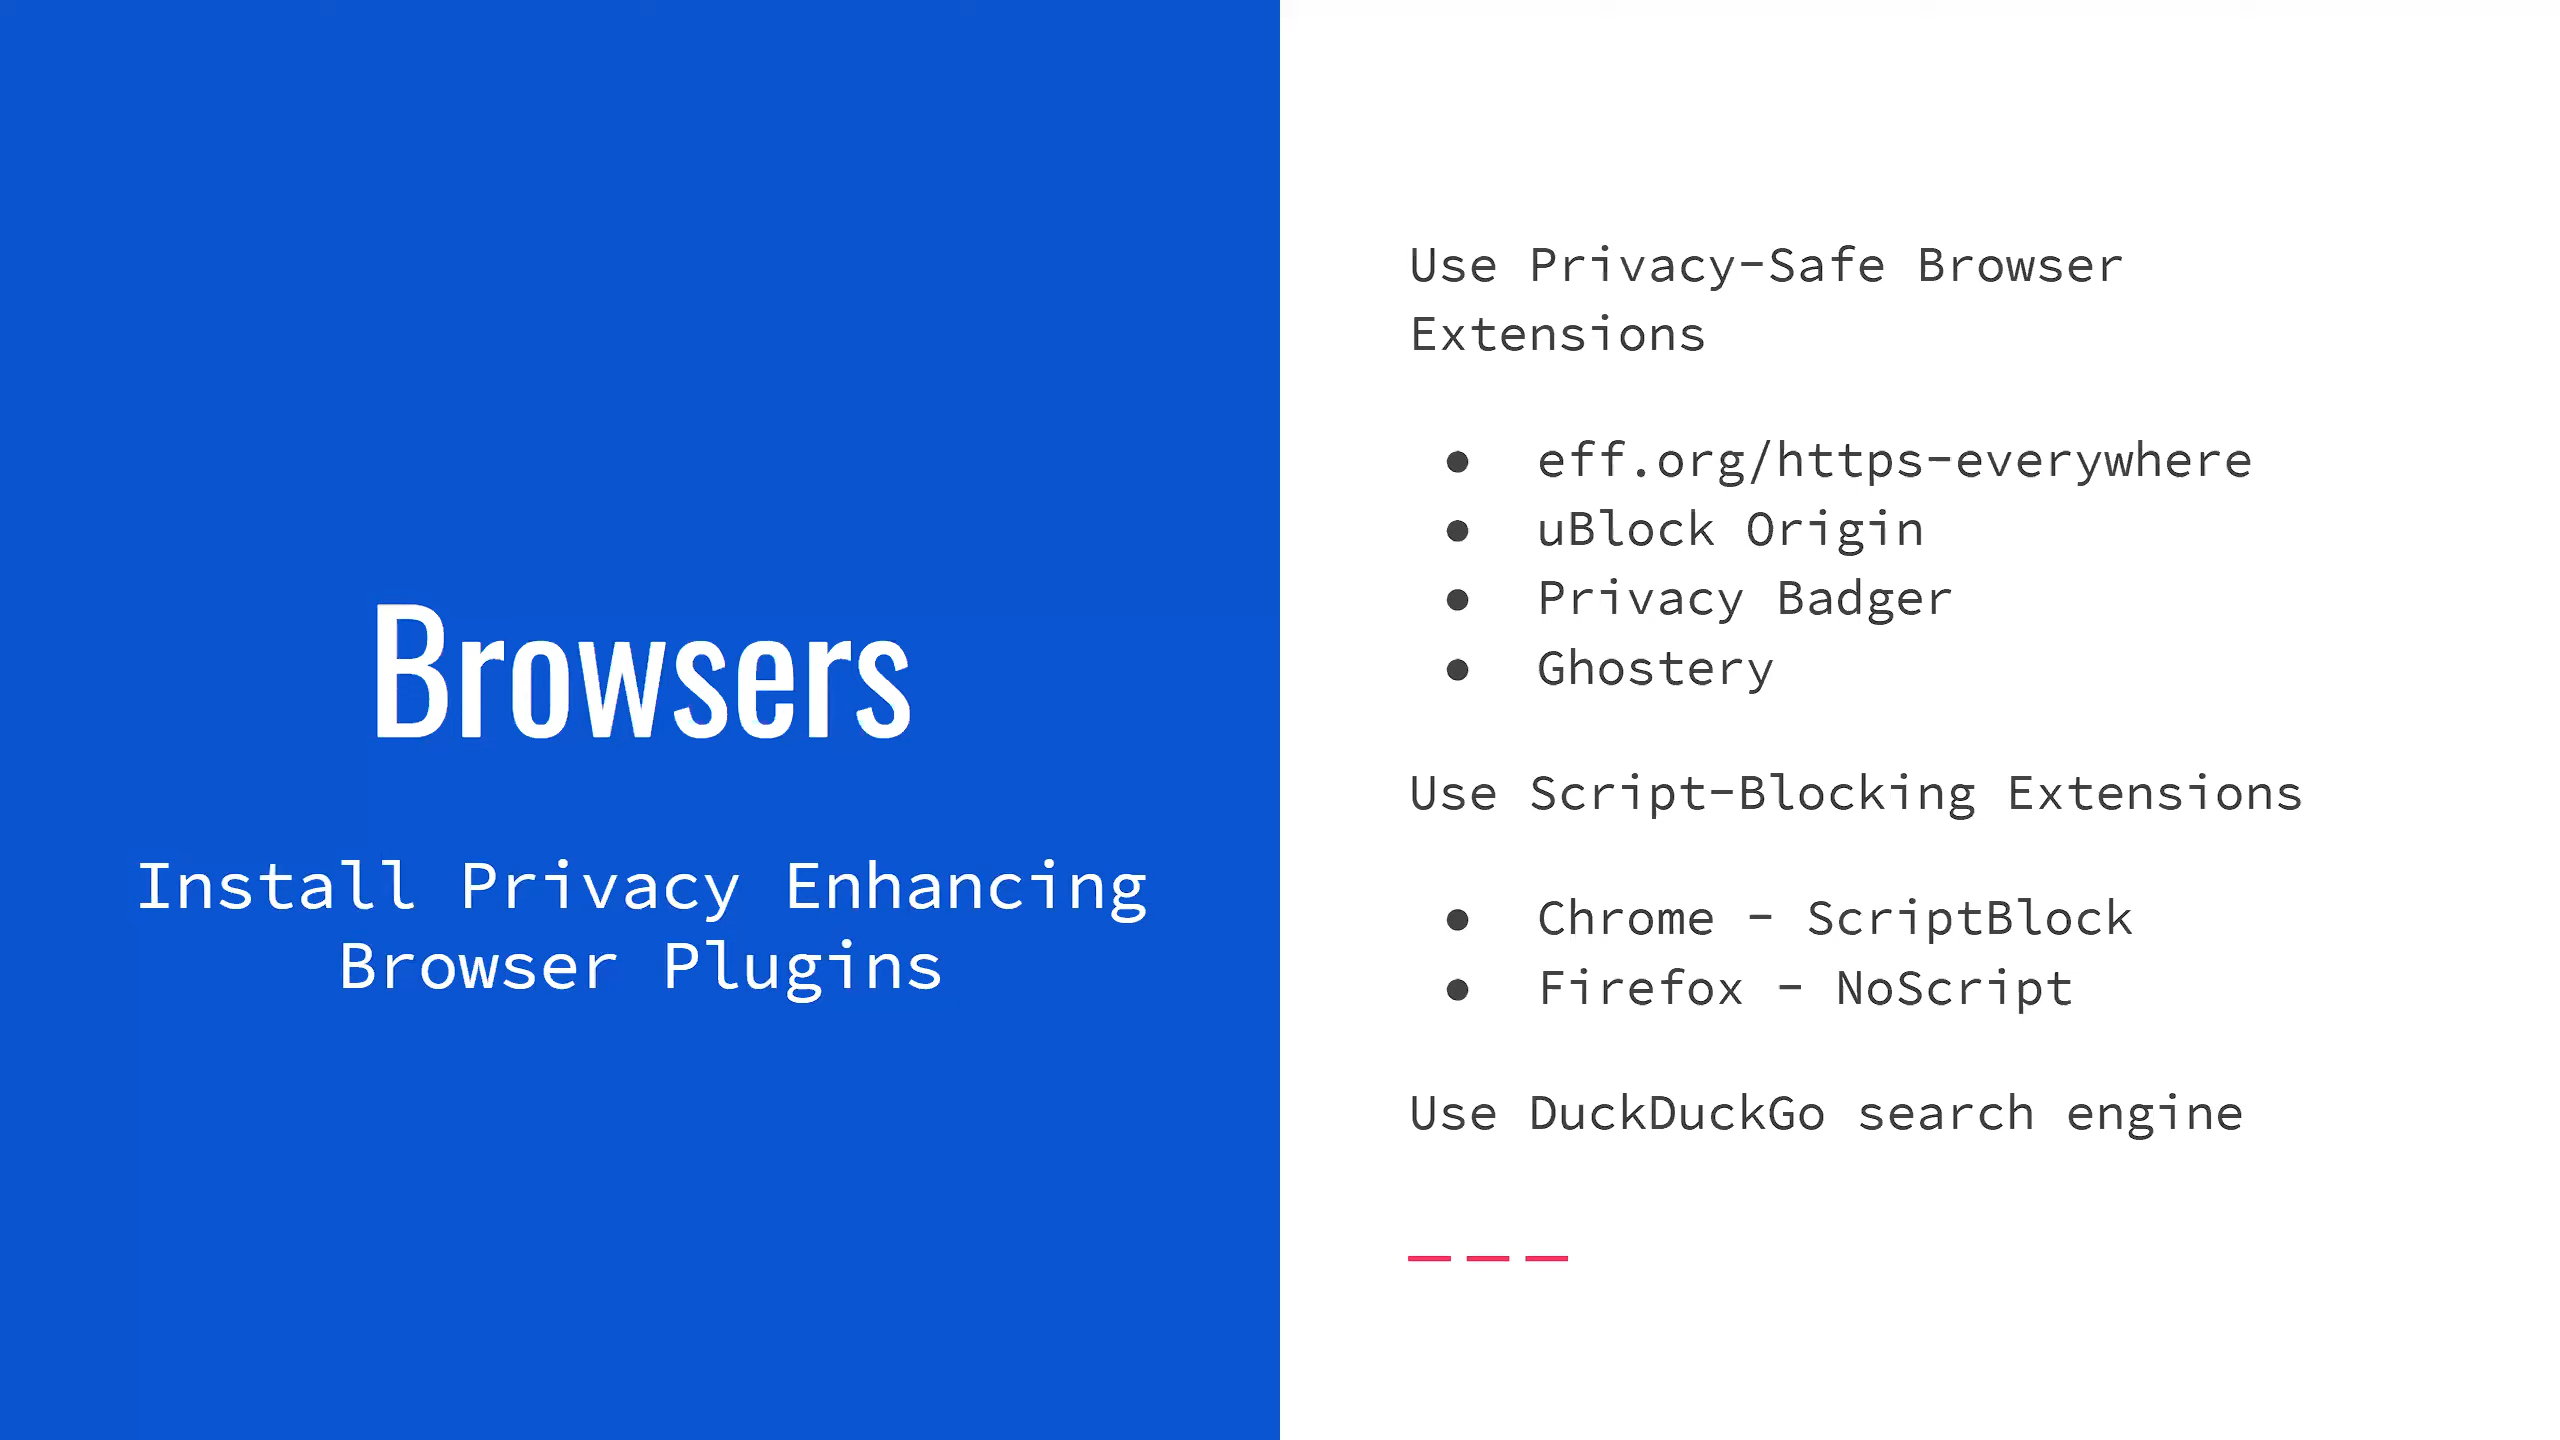 Browsers
Install Privacy Enhancing
Browser Plugins
Use Privacy-Safe Browser
Extensions
● eff.org/https-everywhere
● uBlock Origin
● Privacy Badger
● Ghostery
Use Script-Blocking Extensions
● Chrome - ScriptBlock
● Firefox - NoScript
Use DuckDuckGo search engine